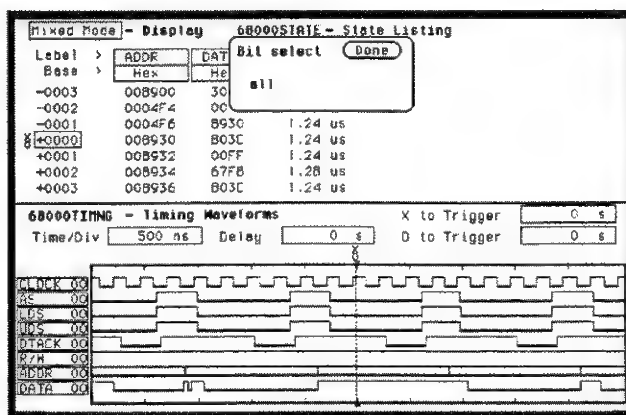 Mixed Mode - Display 68000STATE - State Listing
Bit select Done
all
Label > ADDR DAT
Base > Hex He
-0003 008900 30
-0002 0004F4 00
-0001 0004F6 8930 1.24 us
+0000 008930 B03C 1.24 us
+0001 008932 00FF 1.24 us
+0002 008934 67F8 1.28 us
+0003 008936 B03C 1.24 us
68000TIMNG - Timing Waveforms X to Trigger 0 s
Time/Div 500 ns Delay 0 s O to Trigger 0 s
CLOCK 00
AS 00
LDS 00
UDS 00
DTACK 00
R/W 00
ADDR 00
DATA 00